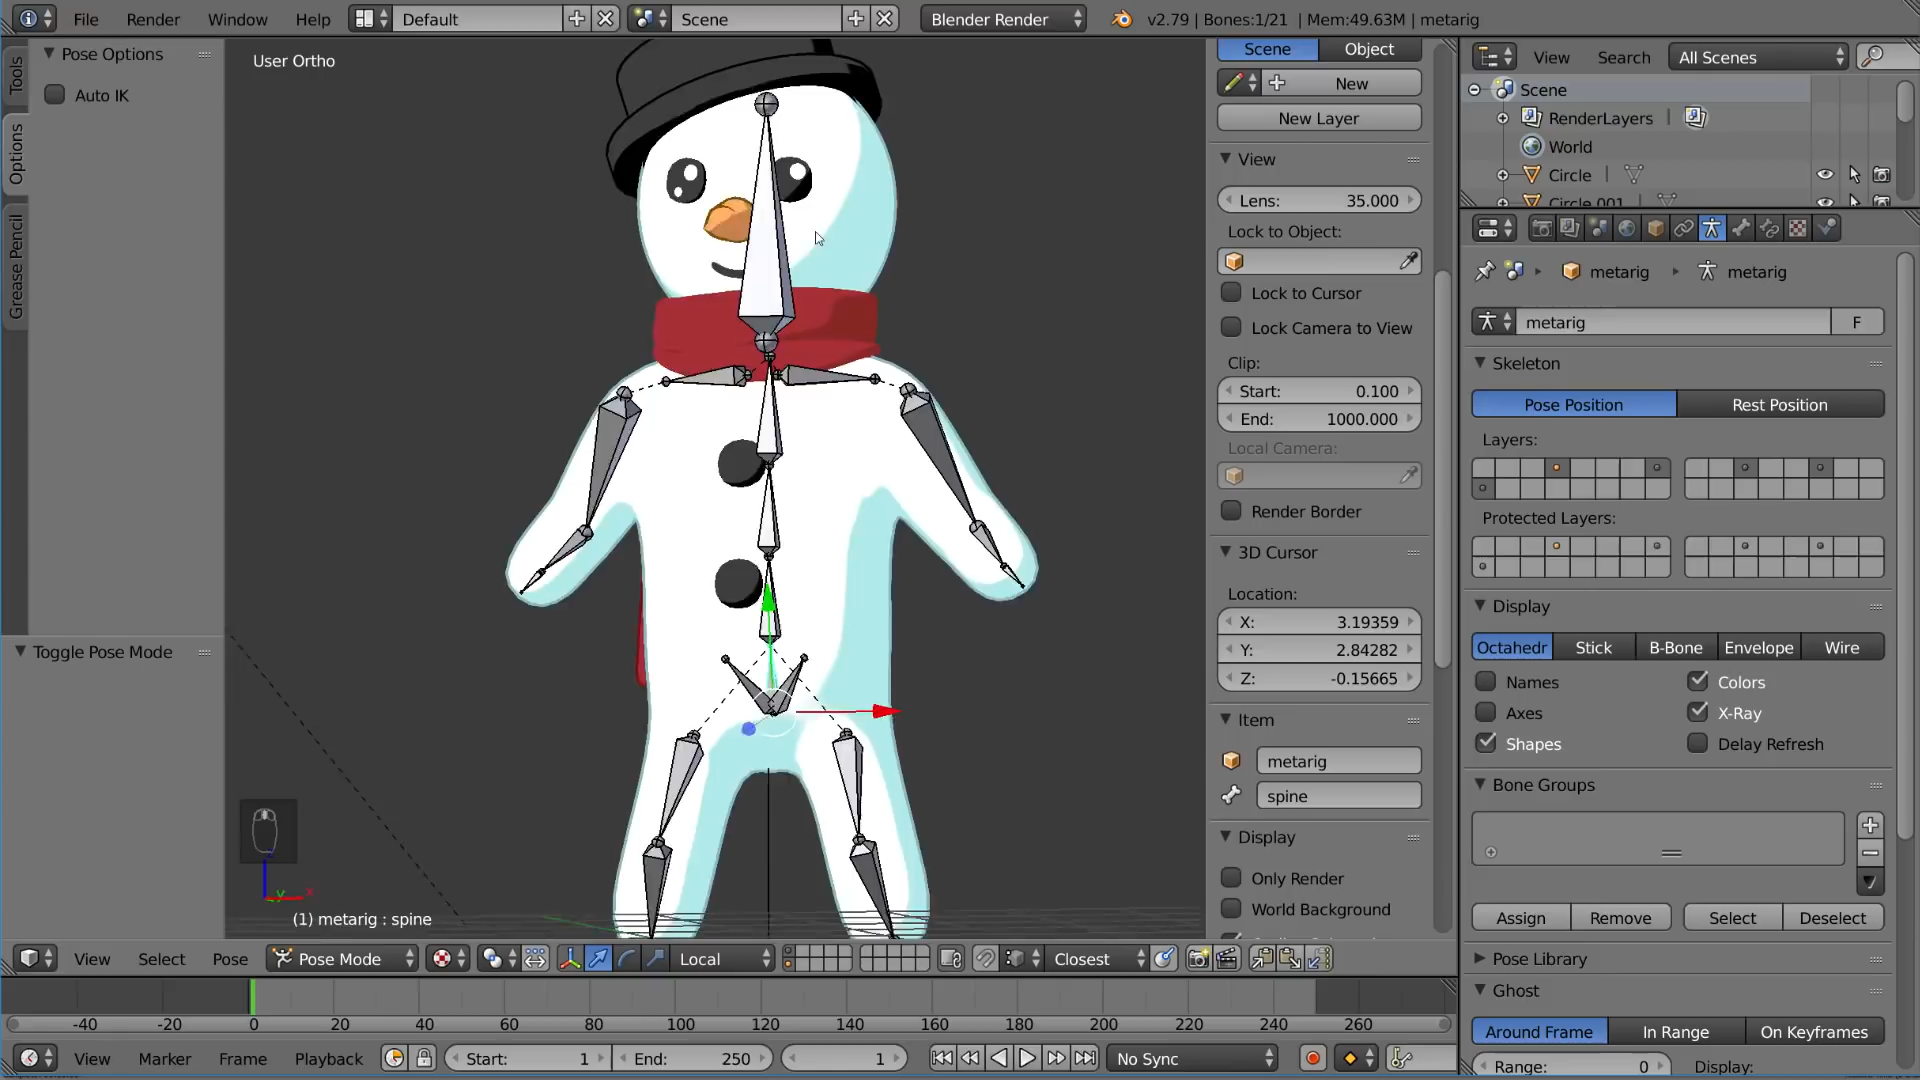 File Render Window Help Default Scene Blender Render v2.79 | Bones:1/21 | Mem:49.63M | metarig
Tools
Options
Grease Pencil
Pose Options
Auto IK
Toggle Pose Mode
User Ortho
(1) metarig : spine
Scene Object
New
New Layer
View
Lens: 35.000
Lock to Object:
Lock to Cursor
Lock Camera to View
Clip:
Start: 0.100
End: 1000.000
Local Camera:
Render Border
3D Cursor
Location:
X: 3.19359
Y: 2.84282
Z: -0.15665
Item
metarig
spine
Display
Only Render
World Background
View Search All Scenes
Scene
RenderLayers
World
Circle
Circle.001
metarig metarig
metarig F
Skeleton
Pose Position Rest Position
Layers:
Protected Layers:
Display
Octahedr Stick B-Bone Envelope Wire
Names Colors
Axes X-Ray
Shapes Delay Refresh
Bone Groups
Assign Remove Select Deselect
Pose Library
Ghost
Around Frame In Range On Keyframes
Range: 0 Display:
View Select Pose Pose Mode Local Closest
-40 -20 0 20 40 60 80 100 120 140 160 180 200 220 240 260
View Marker Frame Playback Start: 1 End: 250 1 No Sync
x
y